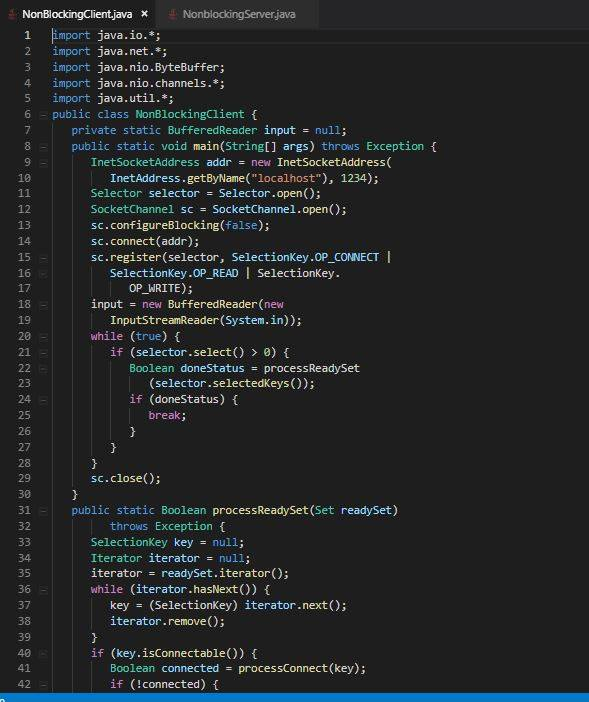 NonBlockingClient.java × NonblockingServer.java
1 import java.io.*;
2 import java.net.*;
3 import java.nio.ByteBuffer;
4 import java.nio.channels.*;
5 import java.util.*;
6 public class NonBlockingClient {
7 private static BufferedReader input = null;
8 public static void main(String[] args) throws Exception {
9 InetSocketAddress addr = new InetSocketAddress(
10 InetAddress.getByName("localhost"), 1234);
11 Selector selector = Selector.open();
12 SocketChannel sc = SocketChannel.open();
13 sc.configureBlocking(false);
14 sc.connect(addr);
15 sc.register(selector, SelectionKey.OP_CONNECT |
16 SelectionKey.OP_READ | SelectionKey.
17 OP_WRITE);
18 input = new BufferedReader(new
19 InputStreamReader(System.in));
20 while (true) {
21 if (selector.select() > 0) {
22 Boolean doneStatus = processReadySet
23 (selector.selectedKeys());
24 if (doneStatus) {
25 break;
26 }
27 }
28 }
29 sc.close();
30 }
31 public static Boolean processReadySet(Set readySet)
32 throws Exception {
33 SelectionKey key = null;
34 Iterator iterator = null;
35 iterator = readySet.iterator();
36 while (iterator.hasNext()) {
37 key = (SelectionKey) iterator.next();
38 iterator.remove();
39 }
40 if (key.isConnectable()) {
41 Boolean connected = processConnect(key);
42 if (!connected) {